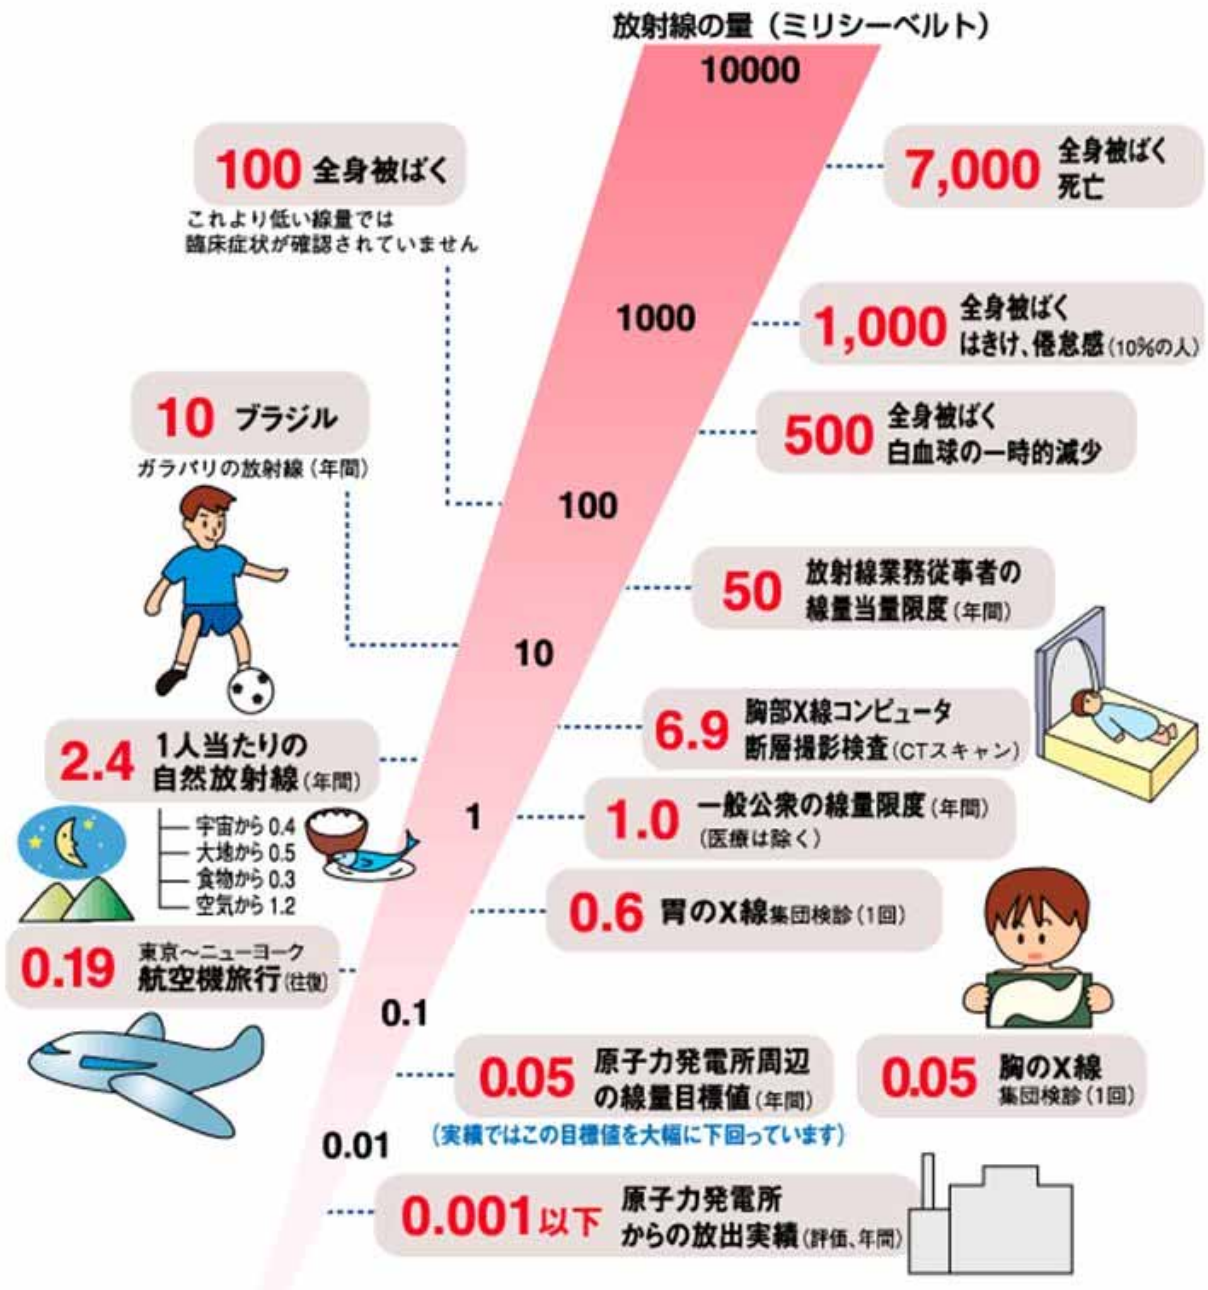 放射線の量（ミリシーベルト）
10000
100 全身被ばく
これより低い線量では
臨床症状が確認されていません
7,000 全身被ばく
死亡
1000
1,000 全身被ばく
はきけ、倦怠感(10%の人)
10 ブラジル
ガラパリの放射線(年間)
500 全身被ばく
白血球の一時的減少
100
50 放射線業務従事者の
線量当量限度(年間)
10
6.9 胸部X線コンピュータ
断層撮影検査(CTスキャン)
2.4 1人当たりの
自然放射線(年間)
宇宙から 0.4
大地から 0.5
食物から 0.3
空気から 1.2
1
1.0 一般公衆の線量限度(年間)
(医療は除く)
0.6 胃のX線集団検診(1回)
0.19 東京〜ニューヨーク
航空機旅行(往復)
0.1
0.05 原子力発電所周辺
の線量目標値(年間)
(実績ではこの目標値を大幅に下回っています)
0.05 胸のX線
集団検診(1回)
0.01
0.001以下 原子力発電所
からの放出実績(評価、年間)